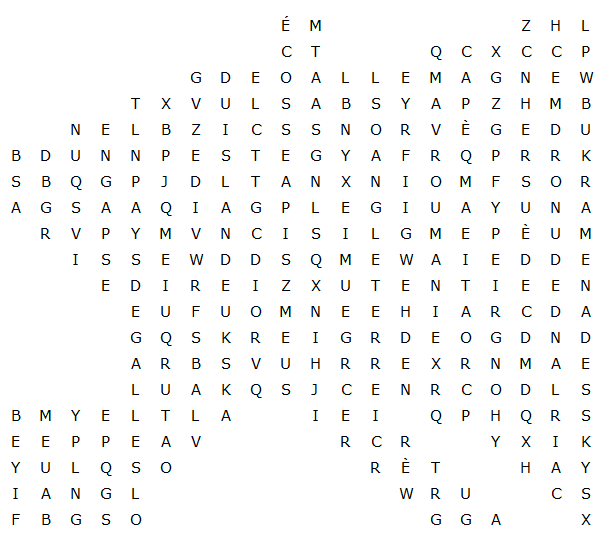 É M Z H L
C T Q C X C C P
G D E O A L L E M A G N E W
T X V U L S A B S Y A P Z H M B
N E L B Z I C S S N O R V È G E D U
B D U N N P E S T E G Y A F R Q P R R K
S B Q G P J D L T A N X N I O M F S O R
A G S A A Q I A G P L E G I U A Y U N A
R V P Y M V N C I S I L G M E P È U M
I S S E W D D S Q M E W A I E D D E
E D I R E I Z X U T E N T I E E N
E U F U O M N E E H I A R C D A
G Q S K R E I G R D E O G D N D
A R B S V U H R R E X R N M A E
L U A K Q S J C E N R C O D L S
B M Y E L T L A I E I Q P H Q R S
E E P P E A V R C R Y X I K
Y U L Q S O R È T H A Y
I A N G L W R U C S
F B G S O G G A X